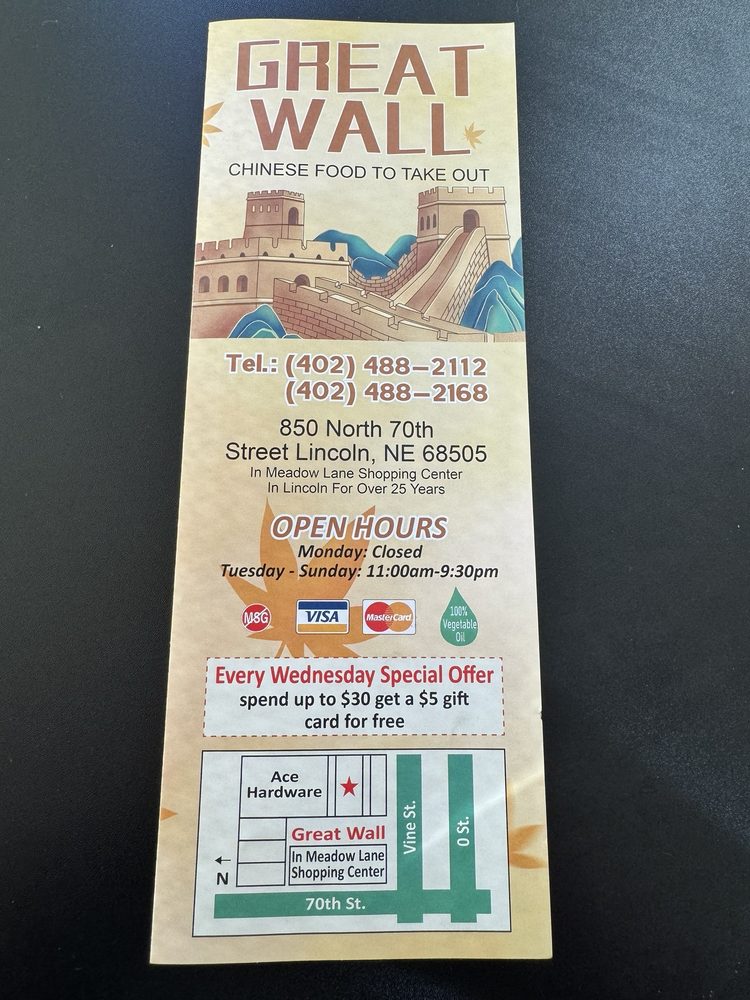 GREAT
WALL
CHINESE FOOD TO TAKE OUT
Tel.: (402) 488-2112
(402) 488-2168
850 North 70th
Street Lincoln, NE 68505
In Meadow Lane Shopping Center
In Lincoln For Over 25 Years
OPEN HOURS
Monday: Closed
Tuesday - Sunday: 11:00am-9:30pm
MSG
VISA
MasterCard
100%
Vegetable
Oil
Every Wednesday Special Offer
spend up to $30 get a $5 gift
card for free
Ace
Hardware
Great Wall
In Meadow Lane
Shopping Center
N
Vine St.
O St.
70th St.